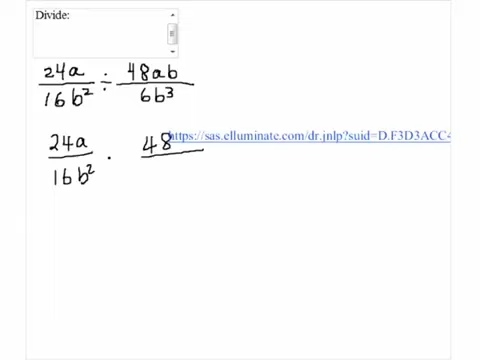 Divide:
24a/16b² ÷ 48ab/6b³
24a/16b² · 48
https://sas.elluminate.com/dr.jnlp?suid=D.F3D3ACC4